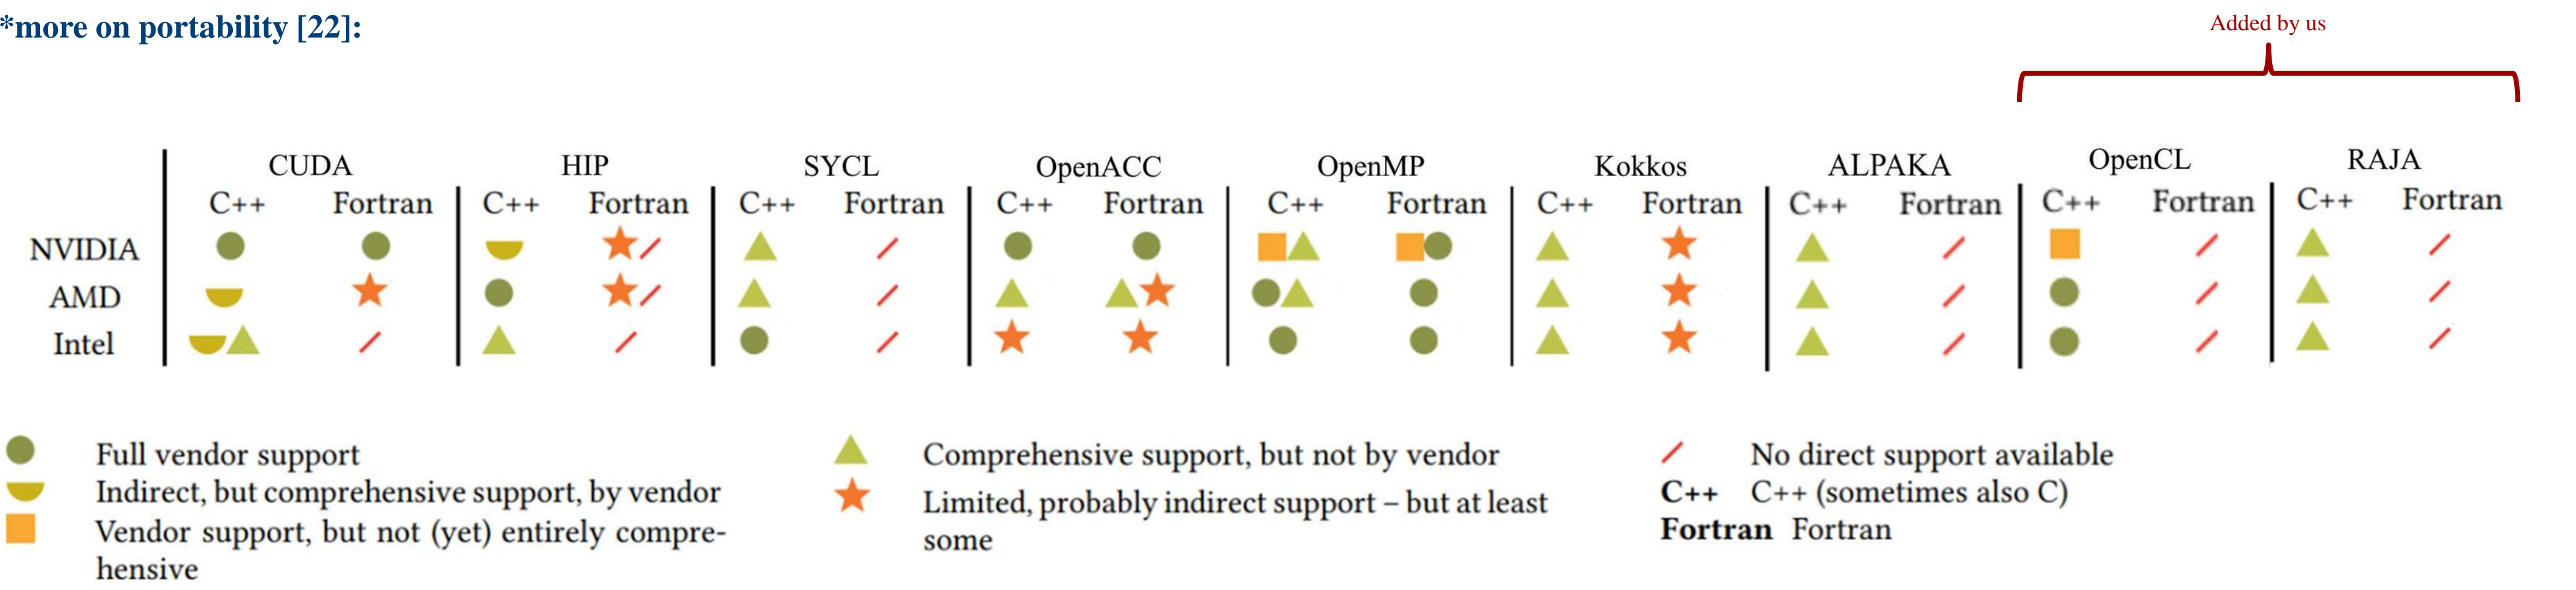 *more on portability [22]:
Added by us
CUDA HIP SYCL OpenACC OpenMP Kokkos ALPAKA OpenCL RAJA
C++ Fortran C++ Fortran C++ Fortran C++ Fortran C++ Fortran C++ Fortran C++ Fortran C++ Fortran C++ Fortran
NVIDIA
AMD
Intel
Full vendor support
Indirect, but comprehensive support, by vendor
Vendor support, but not (yet) entirely compre-
hensive
Comprehensive support, but not by vendor
Limited, probably indirect support – but at least
some
No direct support available
C++ C++ (sometimes also C)
Fortran Fortran